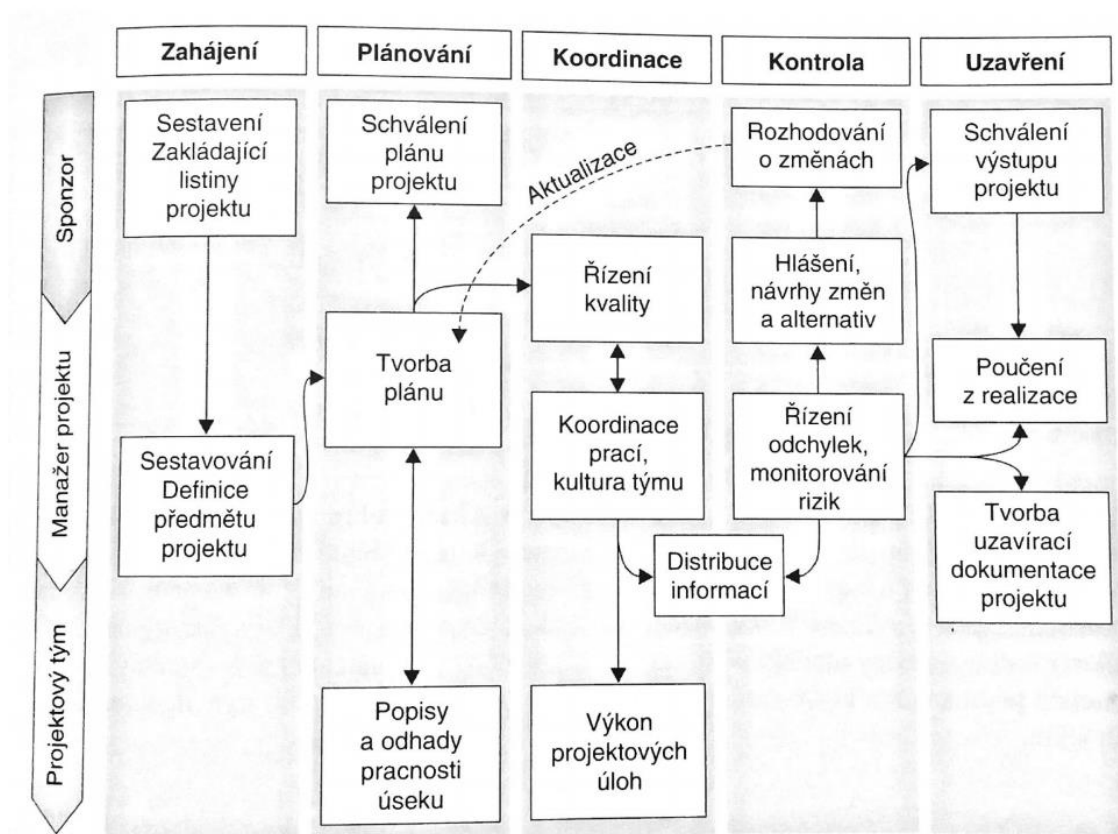 Zahájení
Plánování
Koordinace
Kontrola
Uzavření
Sponzor
Manažer projektu
Projektový tým
Sestavení
Zakládající
listiny
projektu
Sestavování
Definice
předmětu
projektu
Schválení
plánu
projektu
Tvorba
plánu
Popisy
a odhady
pracnosti
úseku
Aktualizace
Řízení
kvality
Koordinace
prací,
kultura týmu
Distribuce
informací
Výkon
projektových
úloh
Rozhodování
o změnách
Hlášení,
návrhy změn
a alternativ
Řízení
odchylek,
monitorování
rizik
Schválení
výstupu
projektu
Poučení
z realizace
Tvorba
uzavírací
dokumentace
projektu